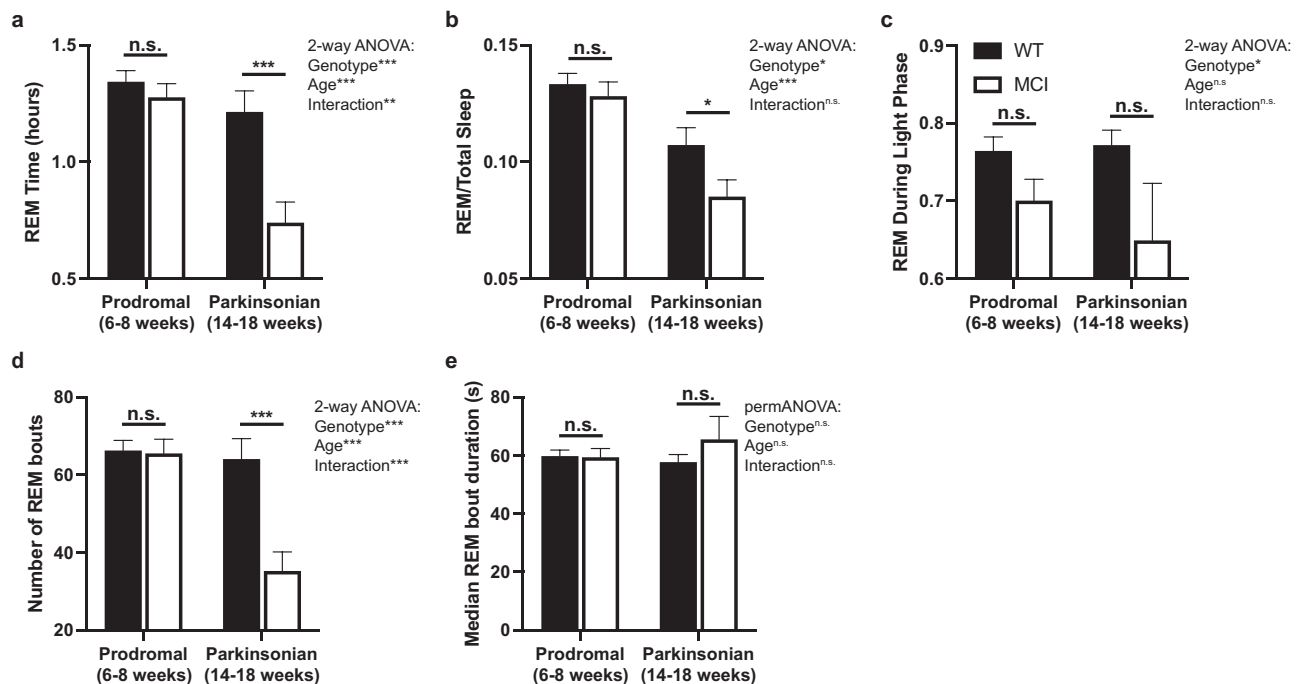 a
REM Time (hours)
1.5
1.0
0.5
n.s.
***
2-way ANOVA:
Genotype***
Age***
Interaction**
Prodromal
(6-8 weeks)
Parkinsonian
(14-18 weeks)
b
REM/Total Sleep
0.15
0.10
0.05
n.s.
*
2-way ANOVA:
Genotype*
Age***
Interactionn.s.
Prodromal
(6-8 weeks)
Parkinsonian
(14-18 weeks)
c
REM During Light Phase
0.9
0.8
0.7
0.6
WT
MCI
n.s.
n.s.
2-way ANOVA:
Genotype*
Agen.s
Interactionn.s.
Prodromal
(6-8 weeks)
Parkinsonian
(14-18 weeks)
d
Number of REM bouts
80
60
40
20
n.s.
***
2-way ANOVA:
Genotype***
Age***
Interaction***
Prodromal
(6-8 weeks)
Parkinsonian
(14-18 weeks)
e
Median REM bout duration (s)
80
60
40
20
0
n.s.
n.s.
permANOVA:
Genotypen.s.
Agen.s.
Interactionn.s.
Prodromal
(6-8 weeks)
Parkinsonian
(14-18 weeks)